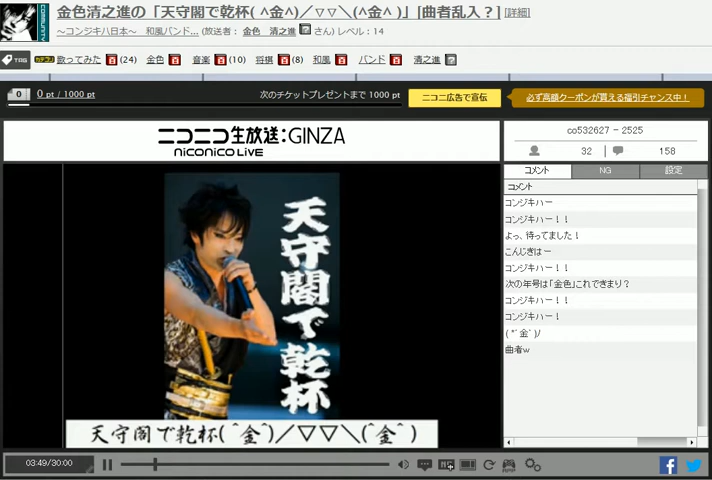 金色清之進の「天守閣で乾杯( ^金^)／▽▽＼(^金^ )」[曲者乱入？] [詳細]
COMMUNITY
～コンジキハ日本～　和風バンド... (放送者： 金色　清之進 さん) レベル：14
TAG カテゴリ 歌ってみた (24) 金色 音楽 (10) 将棋 (8) 和風 バンド 清之進
0 0 pt / 1000 pt 次のチケットプレゼントまで 1000 pt ニコニコ広告で宣伝 必ず高額クーポンが貰える福引チャンス中！
ニコニコ生放送:GINZA
niconico LIVE
co532627 - 2525
32 | 158
コメント NG 設定
コメント
コンジキハー
コンジキハー！！
よっ、待ってました！
こんじきはー
コンジキハー！！
次の年号は「金色」これできまり？
コンジキハー！！
コンジキハー！
( *ﾟ金ﾟ)ﾉ
曲者w
天守閣で乾杯
天守閣で乾杯( ^金^)／▽▽＼(^金^ )
03:49/30:00